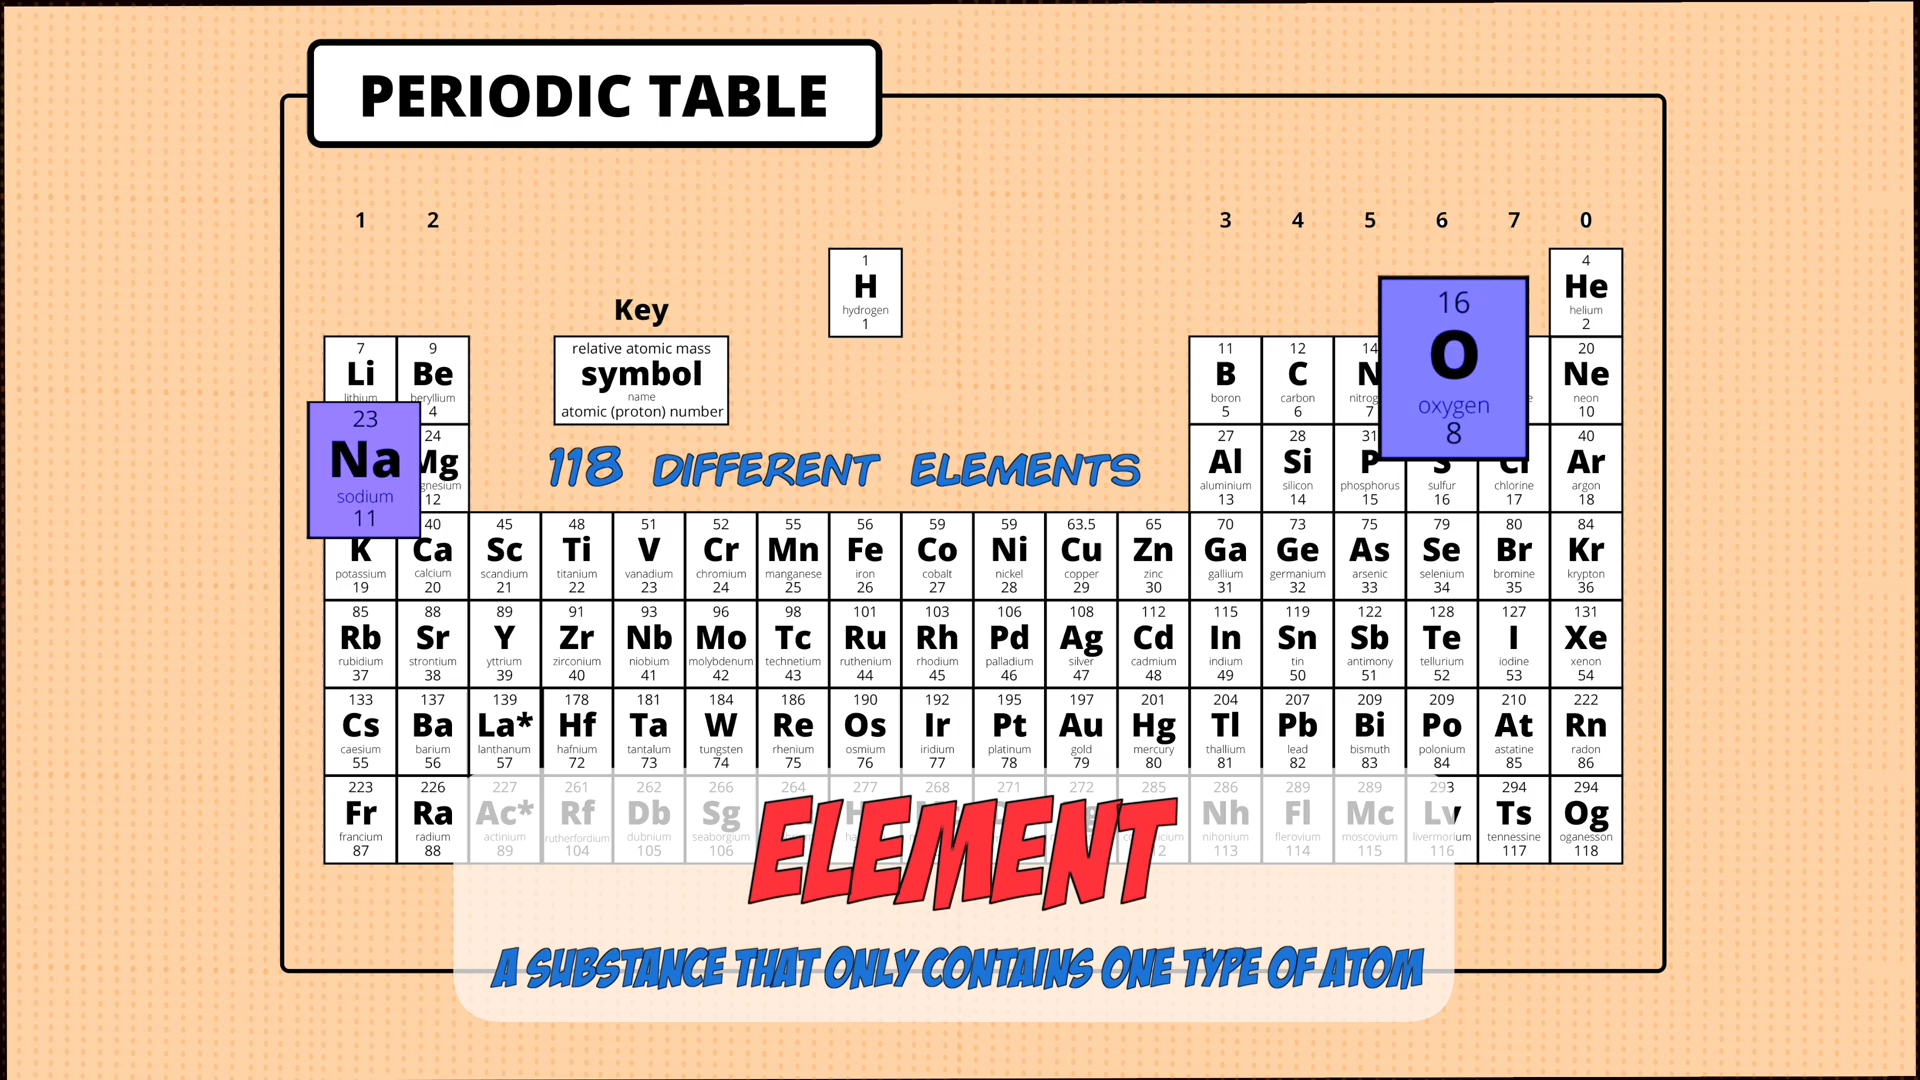 PERIODIC TABLE
1 2 3 4 5 6 7 0
1 4
H He
hydrogen helium
1 2
Key
relative atomic mass
symbol
name
atomic (proton) number
16
O
oxygen
8
7 9 11 12 14 20
Li Be B C N Ne
lithium beryllium boron carbon neon
4 5 6 7 10
23
Na
sodium
11
24 27 28 31 40
Mg Al Si P S Cl Ar
aluminium silicon phosphorus sulfur chlorine argon
12 13 14 15 16 17 18
118 DIFFERENT ELEMENTS
40 45 48 51 52 55 56 59 59 63.5 65 70 73 75 79 80 84
K Ca Sc Ti V Cr Mn Fe Co Ni Cu Zn Ga Ge As Se Br Kr
potassium calcium scandium titanium vanadium chromium manganese iron cobalt nickel copper zinc gallium germanium arsenic selenium bromine krypton
19 20 21 22 23 24 25 26 27 28 29 30 31 32 33 34 35 36
85 88 89 91 93 96 98 101 103 106 108 112 115 119 122 128 127 131
Rb Sr Y Zr Nb Mo Tc Ru Rh Pd Ag Cd In Sn Sb Te I Xe
rubidium strontium yttrium zirconium niobium molybdenum technetium ruthenium rhodium palladium silver cadmium indium tin antimony tellurium iodine xenon
37 38 39 40 41 42 43 44 45 46 47 48 49 50 51 52 53 54
133 137 139 178 181 184 186 190 192 195 197 201 204 207 209 209 210 222
Cs Ba La* Hf Ta W Re Os Ir Pt Au Hg Tl Pb Bi Po At Rn
caesium barium lanthanum hafnium tantalum tungsten rhenium osmium iridium platinum gold mercury thallium lead bismuth polonium astatine radon
55 56 57 72 73 74 75 76 77 78 79 80 81 82 83 84 85 86
223 226 227 261 262 266 264 277 268 271 272 285 286 289 289 293 294 294
Fr Ra Ac* Rf Db Sg Nh Fl Mc Lv Ts Og
francium radium actinium rutherfordium dubnium seaborgium nihonium flerovium moscovium livermorium tennessine oganesson
87 88 89 104 105 106 113 114 115 116 117 118
ELEMENT
A SUBSTANCE THAT ONLY CONTAINS ONE TYPE OF ATOM